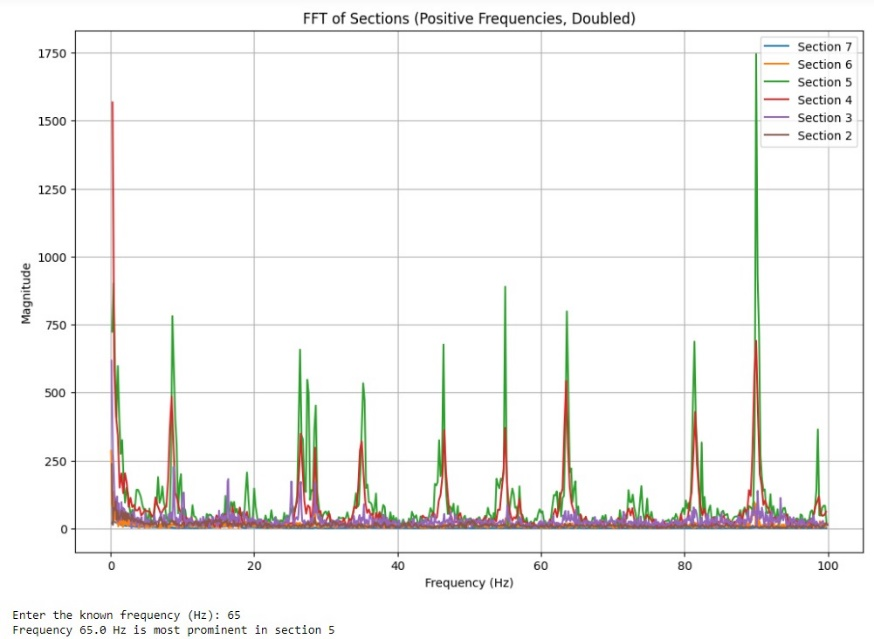 FFT of Sections (Positive Frequencies, Doubled)
1750
1500
1250
1000
750
500
250
0
Magnitude
Section 7
Section 6
Section 5
Section 4
Section 3
Section 2
0 20 40 60 80 100
Frequency (Hz)
Enter the known frequency (Hz): 65
Frequency 65.0 Hz is most prominent in section 5